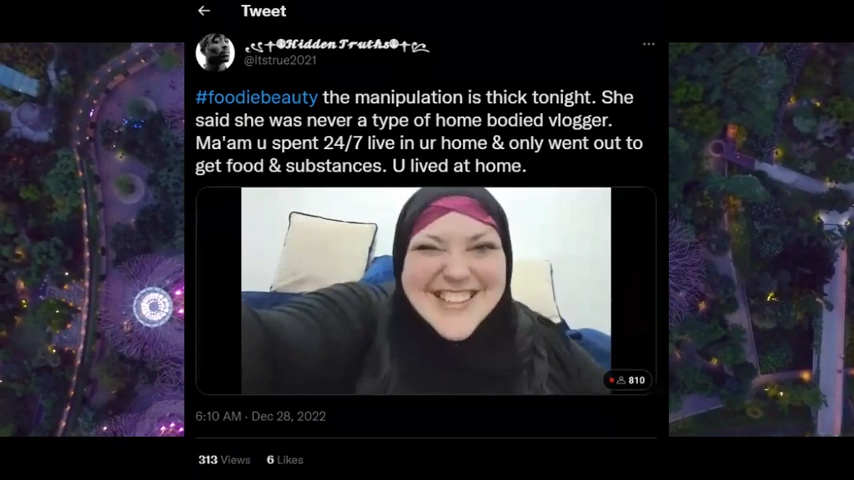 Tweet
Hidden Truths
@itstrue2021
#foodiebeauty the manipulation is thick tonight. She
said she was never a type of home bodied vlogger.
Ma'am u spent 24/7 live in ur home & only went out to
get food & substances. U lived at home.
810
6:10 AM · Dec 28, 2022
313 Views 6 Likes